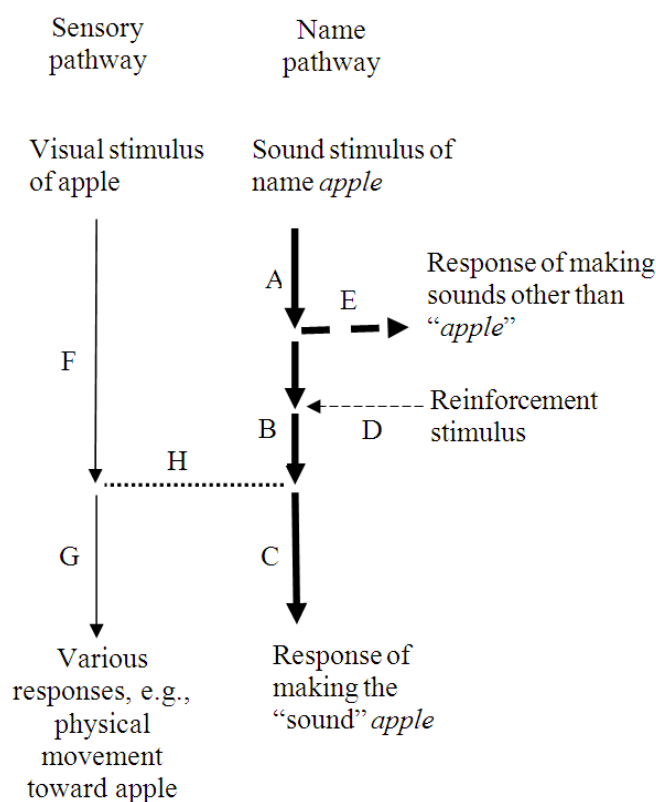 Sensory
pathway
Name
pathway
Visual stimulus
of apple
Sound stimulus of
name apple
A
E
Response of making
sounds other than
“apple”
F
Reinforcement
stimulus
B
D
H
G
C
Various
responses, e.g.,
physical
movement
toward apple
Response of
making the
“sound” apple